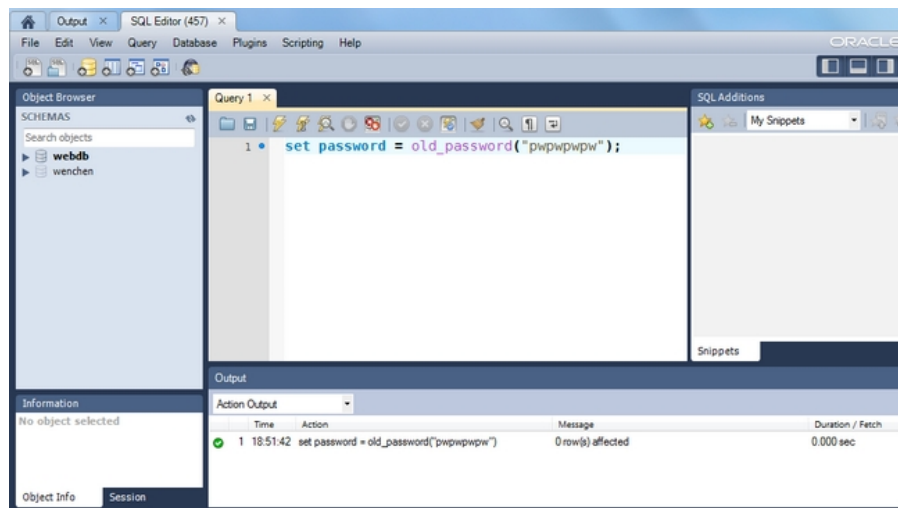 Output × SQL Editor (457) ×
File Edit View Query Database Plugins Scripting Help
ORACLE
Object Browser
SCHEMAS
Search objects
webdb
wenchen
Query 1 ×
1 set password = old_password("pwpwpwpw");
SQL Additions
My Snippets
Snippets
Output
Action Output
Time Action Message Duration / Fetch
1 18:51:42 set password = old_password("pwpwpwpw") 0 row(s) affected 0.000 sec
Information
No object selected
Object Info Session